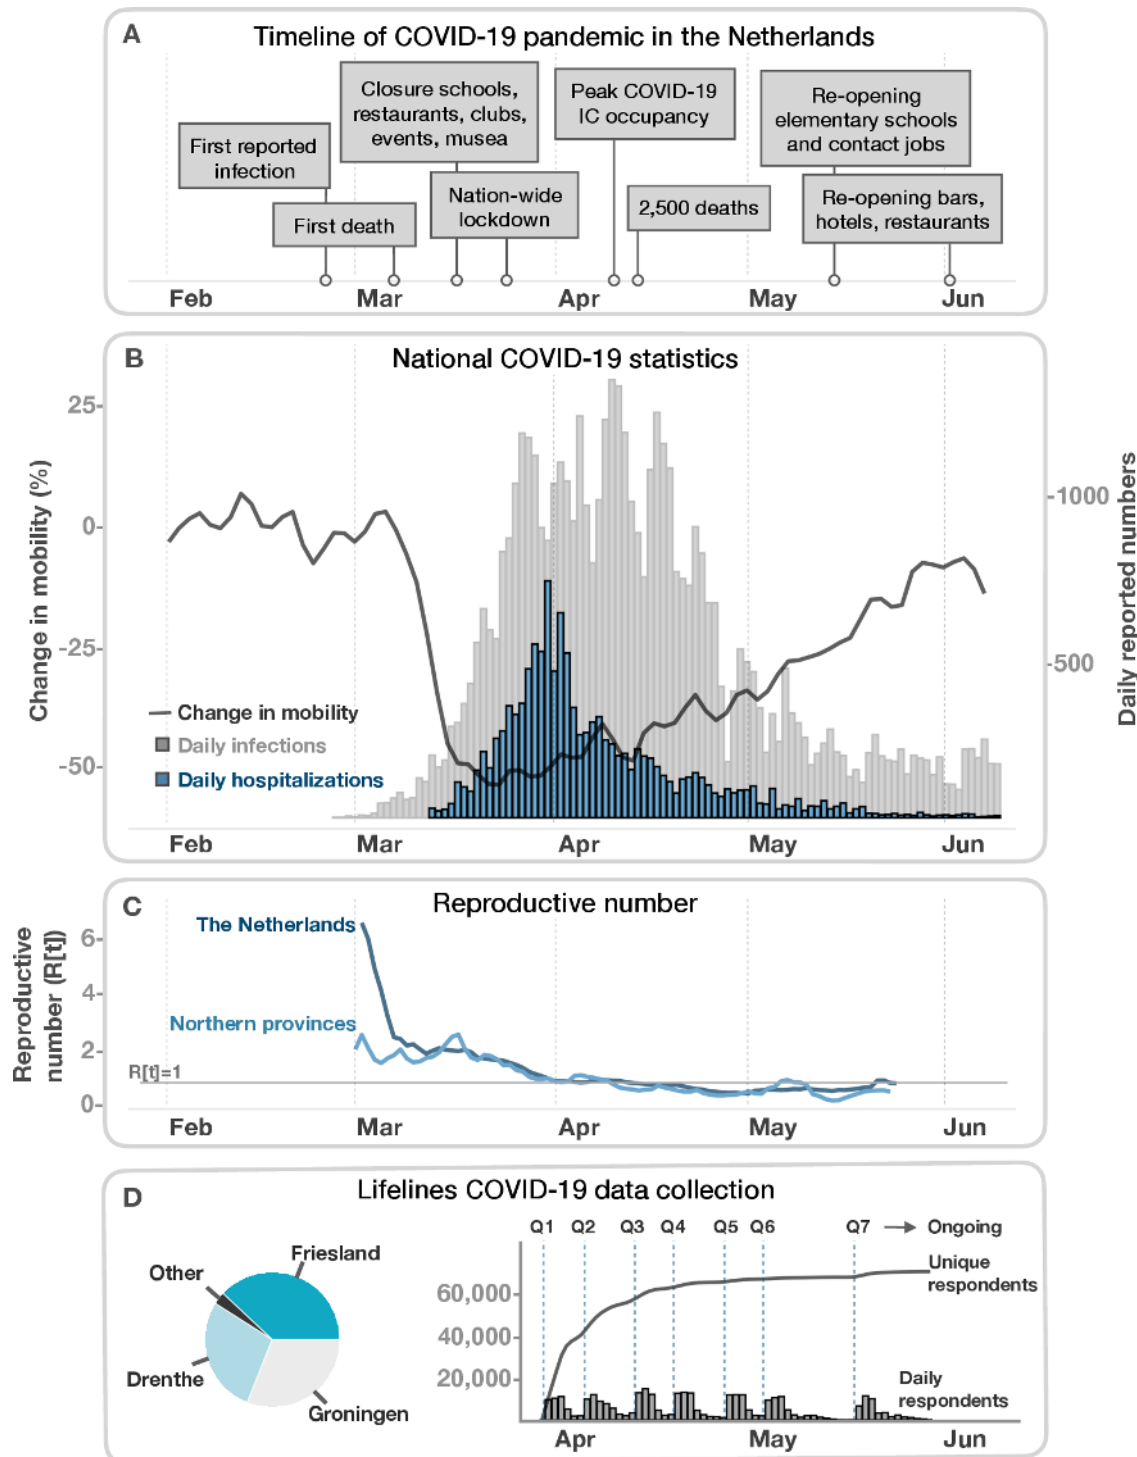 A
Timeline of COVID-19 pandemic in the Netherlands
First reported
infection
First death
Closure schools,
restaurants, clubs,
events, musea
Nation-wide
lockdown
Peak COVID-19
IC occupancy
2,500 deaths
Re-opening
elementary schools
and contact jobs
Re-opening bars,
hotels, restaurants
Feb Mar Apr May Jun
B
National COVID-19 statistics
Change in mobility (%)
25-
0-
-25-
-50-
Daily reported numbers
-1000
-500
Change in mobility
Daily infections
Daily hospitalizations
Feb Mar Apr May Jun
C
Reproductive number
Reproductive
number (R[t])
6-
4-
2-
0-
The Netherlands
Northern provinces
R[t]=1
Feb Mar Apr May Jun
D
Lifelines COVID-19 data collection
Friesland
Other
Drenthe
Groningen
Q1 Q2 Q3 Q4 Q5 Q6 Q7 → Ongoing
Unique
respondents
60,000
40,000
20,000
Daily
respondents
Apr May Jun